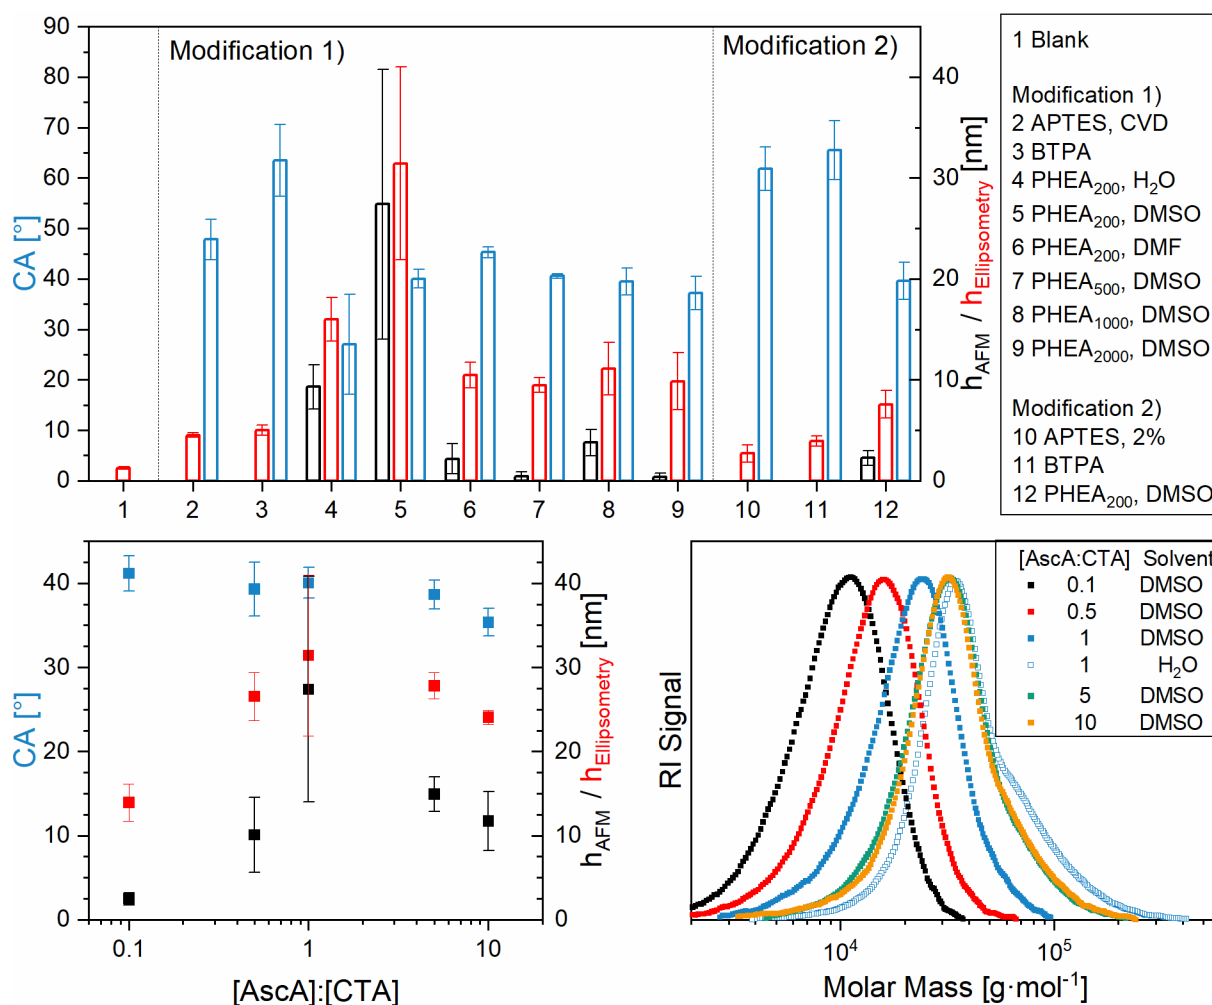 90
80
70
60
50
40
30
20
10
0
CA [°]
Modification 1)
Modification 2)
40
30
20
10
0
h_AFM / h_Ellipsometry [nm]
1 2 3 4 5 6 7 8 9 10 11 12
1 Blank
Modification 1)
2 APTES, CVD
3 BTPA
4 PHEA₂₀₀, H₂O
5 PHEA₂₀₀, DMSO
6 PHEA₂₀₀, DMF
7 PHEA₅₀₀, DMSO
8 PHEA₁₀₀₀, DMSO
9 PHEA₂₀₀₀, DMSO
Modification 2)
10 APTES, 2%
11 BTPA
12 PHEA₂₀₀, DMSO
40
30
20
10
0
CA [°]
40
30
20
10
0
h_AFM / h_Ellipsometry [nm]
0.1 1 10
[AscA]:[CTA]
RI Signal
[AscA:CTA] Solvent
0.1 DMSO
0.5 DMSO
1 DMSO
1 H₂O
5 DMSO
10 DMSO
10⁴ 10⁵
Molar Mass [g·mol⁻¹]